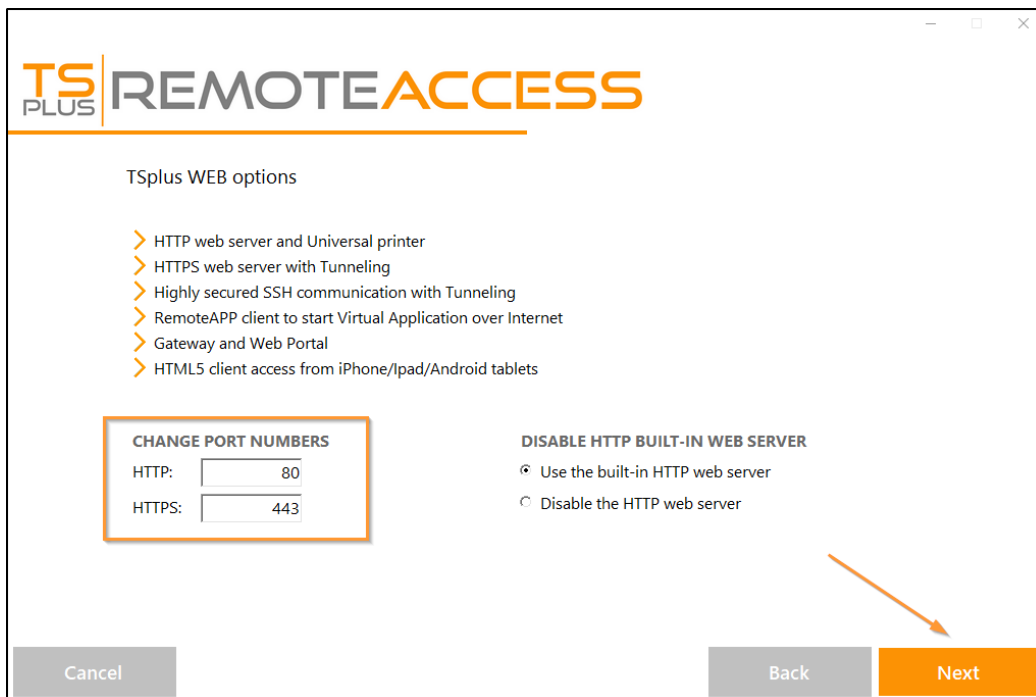 TS PLUS REMOTEACCESS
TSplus WEB options
HTTP web server and Universal printer
HTTPS web server with Tunneling
Highly secured SSH communication with Tunneling
RemoteAPP client to start Virtual Application over Internet
Gateway and Web Portal
HTML5 client access from iPhone/Ipad/Android tablets
CHANGE PORT NUMBERS
HTTP: 80
HTTPS: 443
DISABLE HTTP BUILT-IN WEB SERVER
Use the built-in HTTP web server
Disable the HTTP web server
Cancel
Back
Next